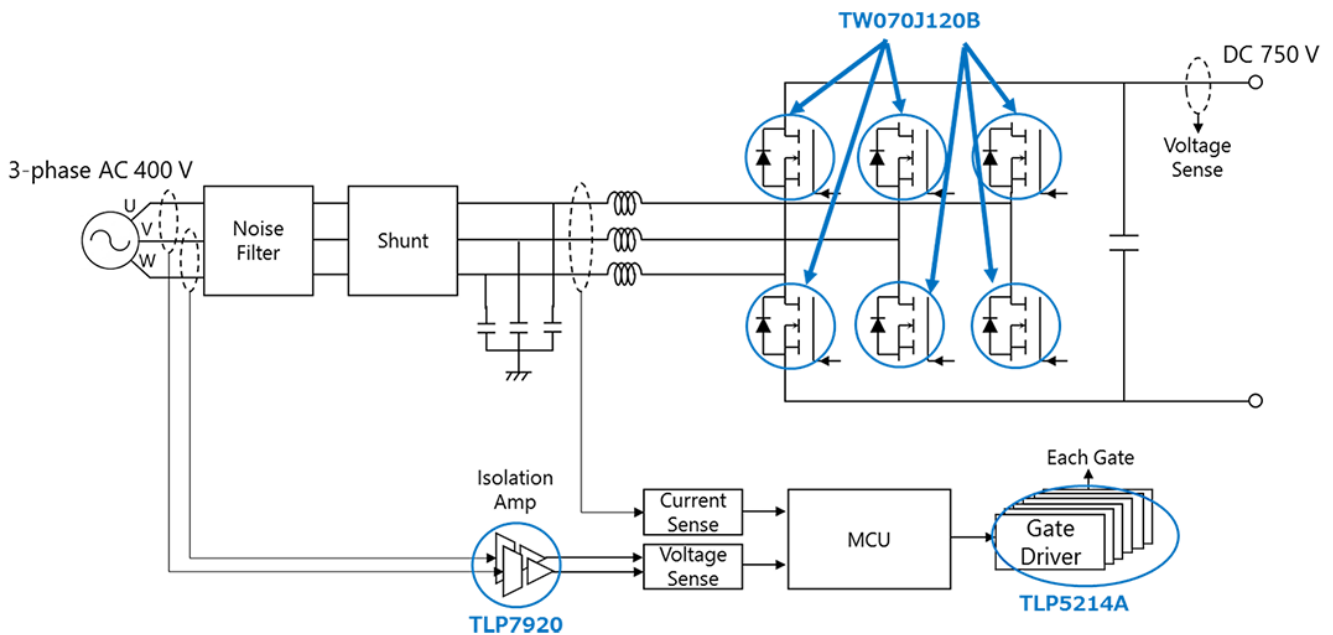 TW070J120B
DC 750 V
Voltage
Sense
3-phase AC 400 V
U
V
W
Noise
Filter
Shunt
Isolation
Amp
TLP7920
Current
Sense
Voltage
Sense
MCU
Each Gate
Gate
Driver
TLP5214A